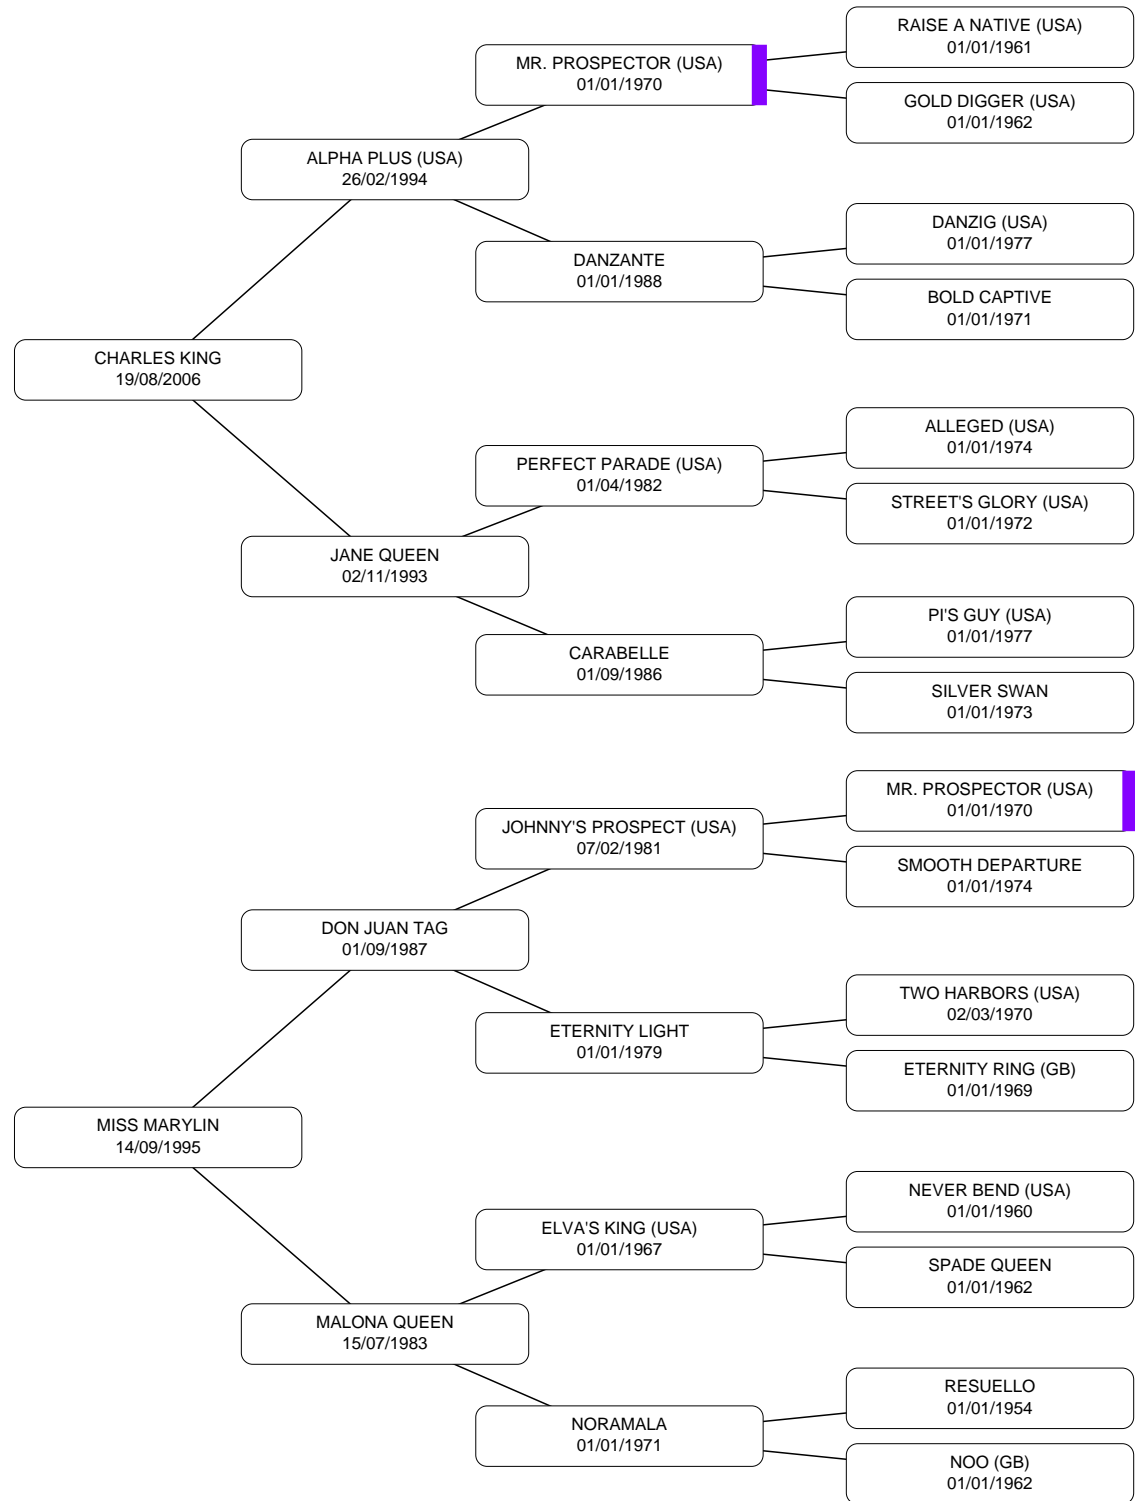 RAISE A NATIVE (USA)
01/01/1961
MR. PROSPECTOR (USA)
01/01/1970
GOLD DIGGER (USA)
01/01/1962
ALPHA PLUS (USA)
26/02/1994
DANZIG (USA)
01/01/1977
DANZANTE
01/01/1988
BOLD CAPTIVE
01/01/1971
CHARLES KING
19/08/2006
ALLEGED (USA)
01/01/1974
PERFECT PARADE (USA)
01/04/1982
STREET'S GLORY (USA)
01/01/1972
JANE QUEEN
02/11/1993
PI'S GUY (USA)
01/01/1977
CARABELLE
01/09/1986
SILVER SWAN
01/01/1973
MR. PROSPECTOR (USA)
01/01/1970
JOHNNY'S PROSPECT (USA)
07/02/1981
SMOOTH DEPARTURE
01/01/1974
DON JUAN TAG
01/09/1987
TWO HARBORS (USA)
02/03/1970
ETERNITY LIGHT
01/01/1979
ETERNITY RING (GB)
01/01/1969
MISS MARYLIN
14/09/1995
NEVER BEND (USA)
01/01/1960
ELVA'S KING (USA)
01/01/1967
SPADE QUEEN
01/01/1962
MALONA QUEEN
15/07/1983
RESUELLO
01/01/1954
NORAMALA
01/01/1971
NOO (GB)
01/01/1962